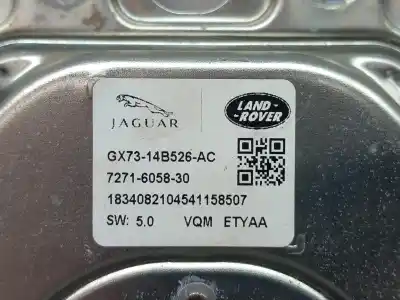 JAGUAR
LAND
ROVER
GX73-14B526-AC
7271-6058-30
1834082104541158507
SW: 5.0 VQM ETYAA